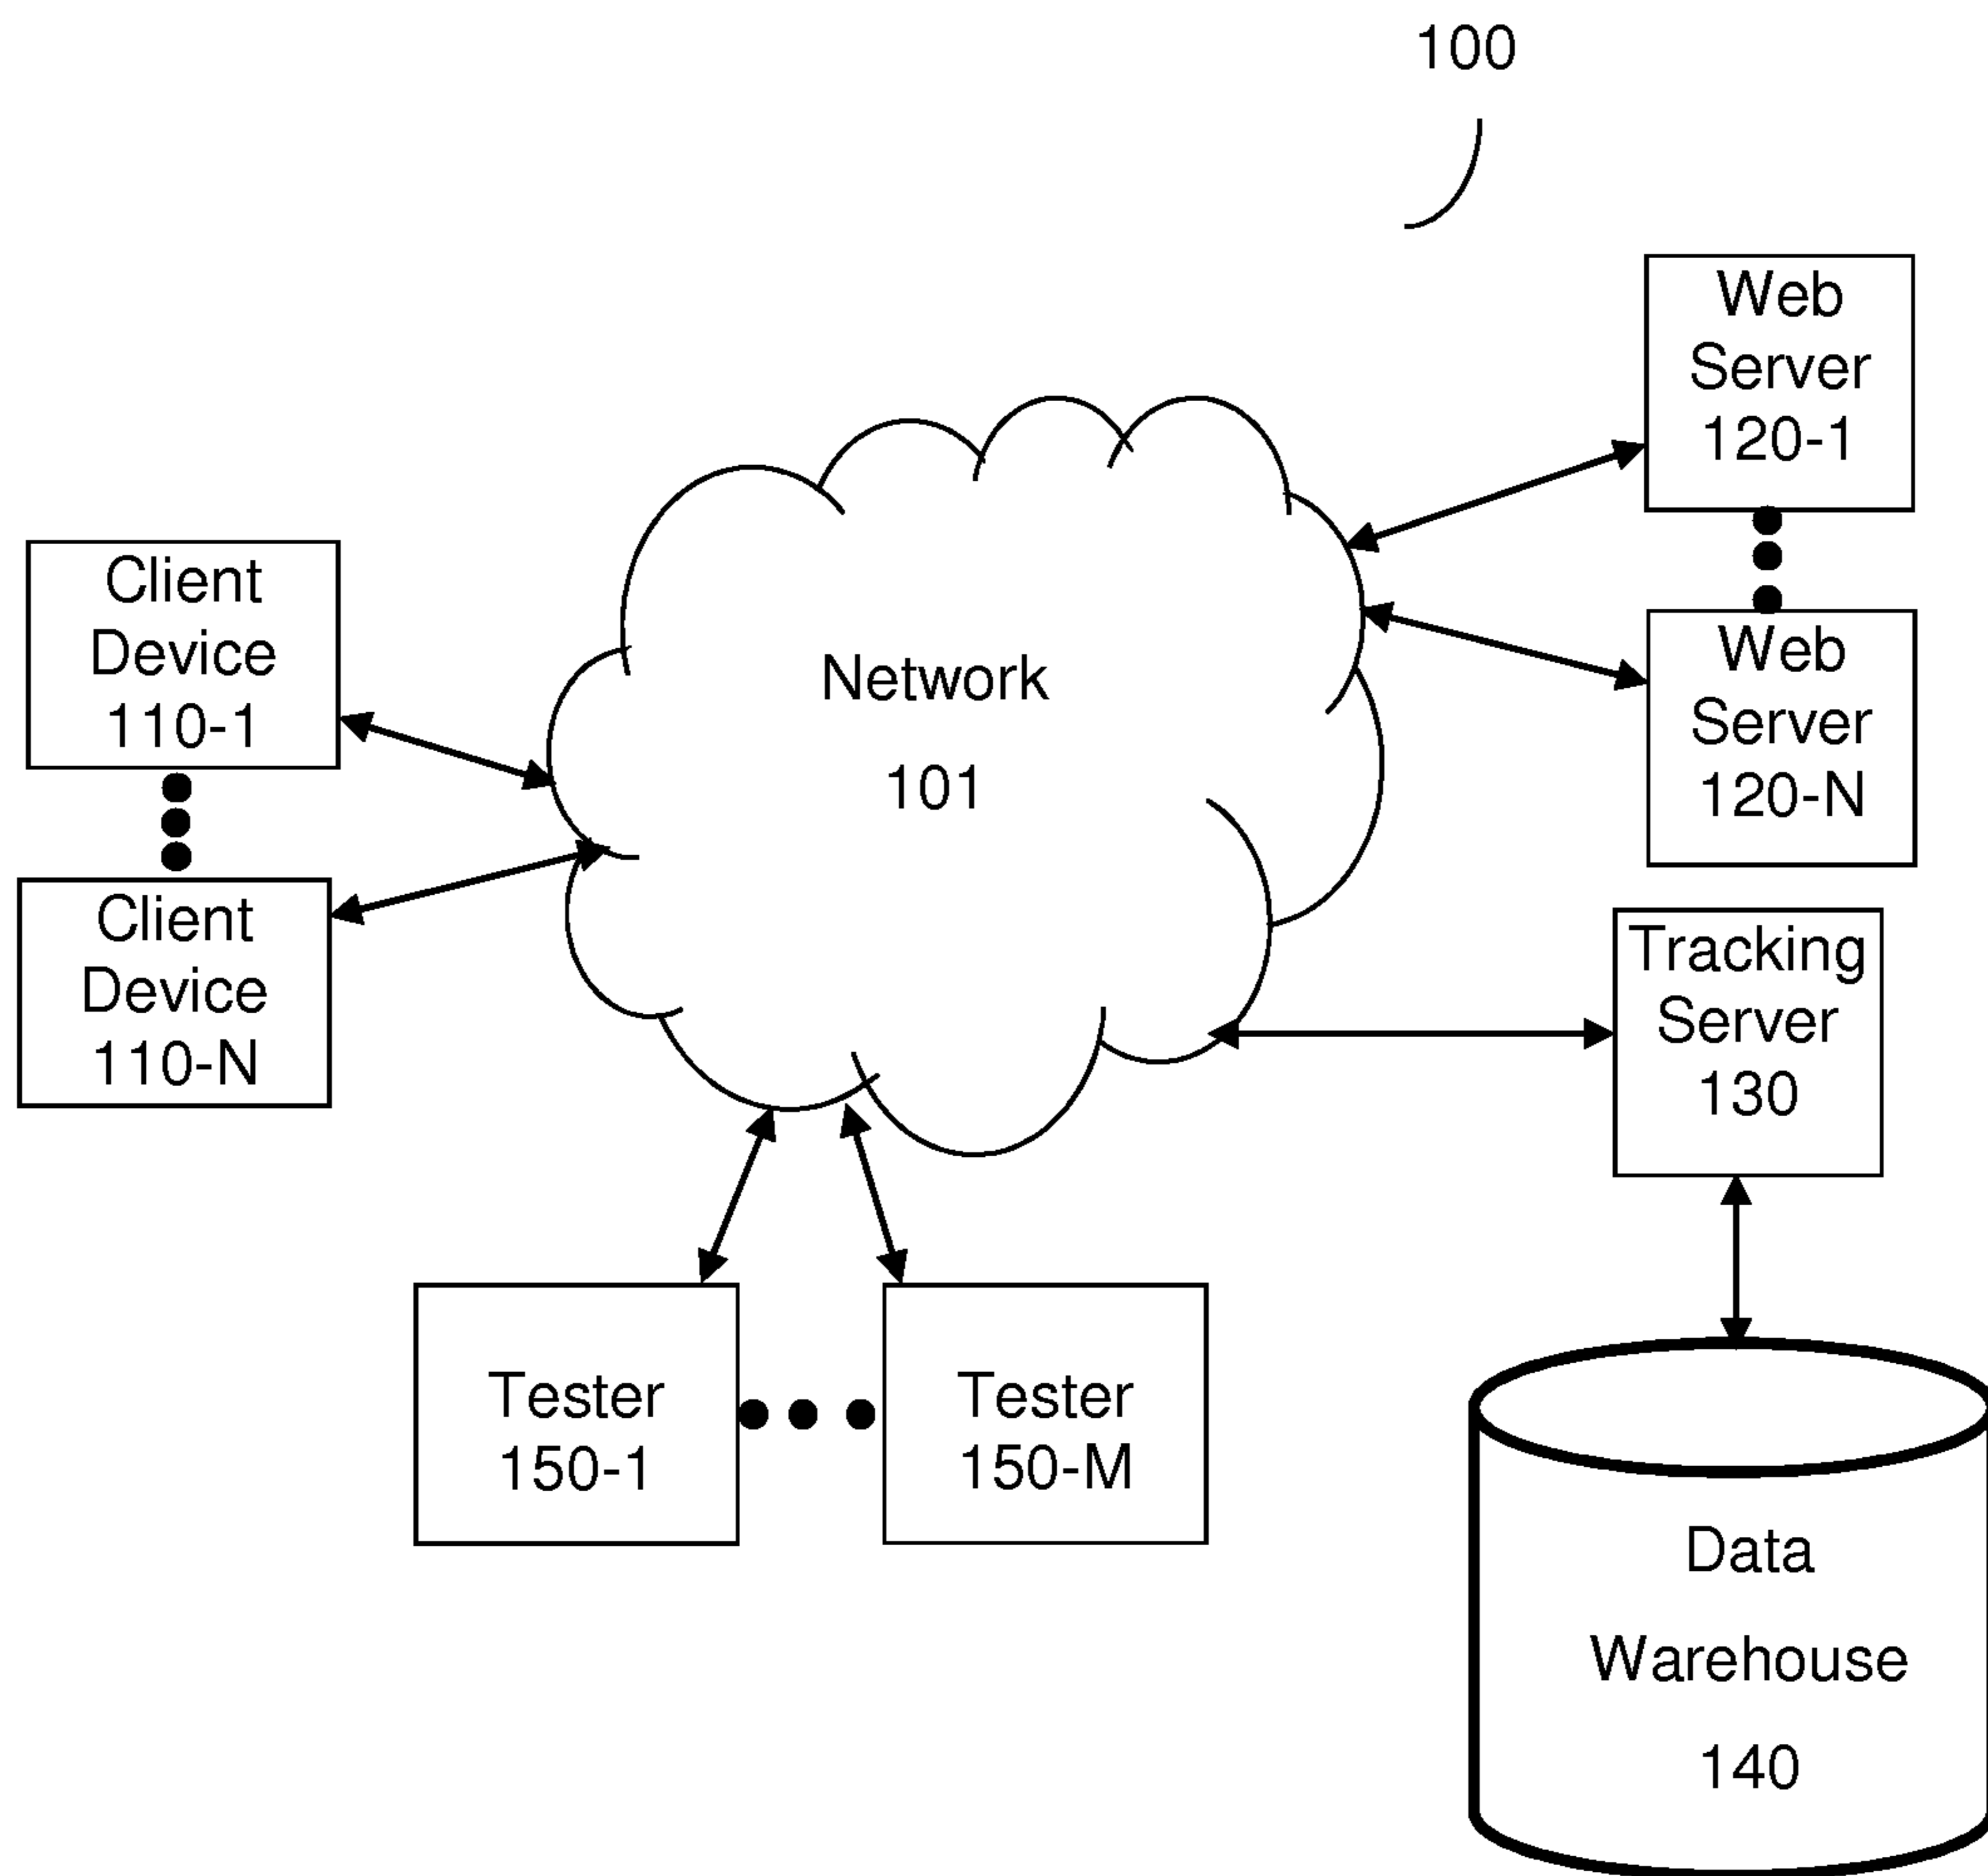 100
Web
Server
120-1
Client
Device
110-1
Network
101
Web
Server
120-N
Client
Device
110-N
Tracking
Server
130
Tester
150-1
Tester
150-M
Data
Warehouse
140